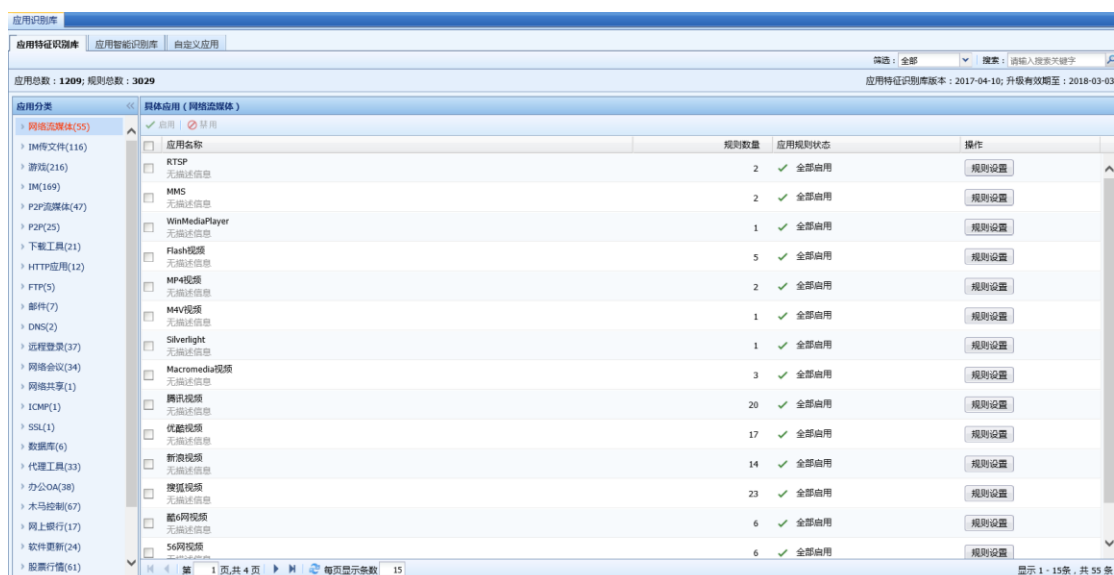 应用识别库
应用特征识别库 应用智能识别库 自定义应用
筛选： 全部 搜索： 请输入搜索关键字
应用总数：1209; 规则总数：3029 应用特征识别库版本：2017-04-10; 升级有效期至：2018-03-03
应用分类 具体应用（网络流媒体）
网络流媒体(55) 启用 禁用
IM传文件(116) 应用名称 规则数量 应用规则状态 操作
游戏(216) RTSP 无描述信息 2 全部启用 规则设置
IM(169) MMS 无描述信息 2 全部启用 规则设置
P2P流媒体(47)
P2P(25) WinMediaPlayer 无描述信息 1 全部启用 规则设置
下载工具(21) Flash视频 无描述信息 5 全部启用 规则设置
HTTP应用(12)
FTP(5) MP4视频 无描述信息 2 全部启用 规则设置
邮件(7) M4V视频 无描述信息 1 全部启用 规则设置
DNS(2)
远程登录(37) Silverlight 无描述信息 1 全部启用 规则设置
网络会议(34) Macromedia视频 无描述信息 3 全部启用 规则设置
网络共享(1)
ICMP(1) 腾讯视频 无描述信息 20 全部启用 规则设置
SSL(1) 优酷视频 无描述信息 17 全部启用 规则设置
数据库(6)
代理工具(33) 新浪视频 无描述信息 14 全部启用 规则设置
办公OA(38) 搜狐视频 无描述信息 23 全部启用 规则设置
木马控制(67)
网上银行(17) 酷6网视频 无描述信息 6 全部启用 规则设置
软件更新(24) 56网视频 无描述信息 6 全部启用 规则设置
股票行情(61) 第 1 页,共 4 页 每页显示条数 15 显示 1 - 15条，共 55 条